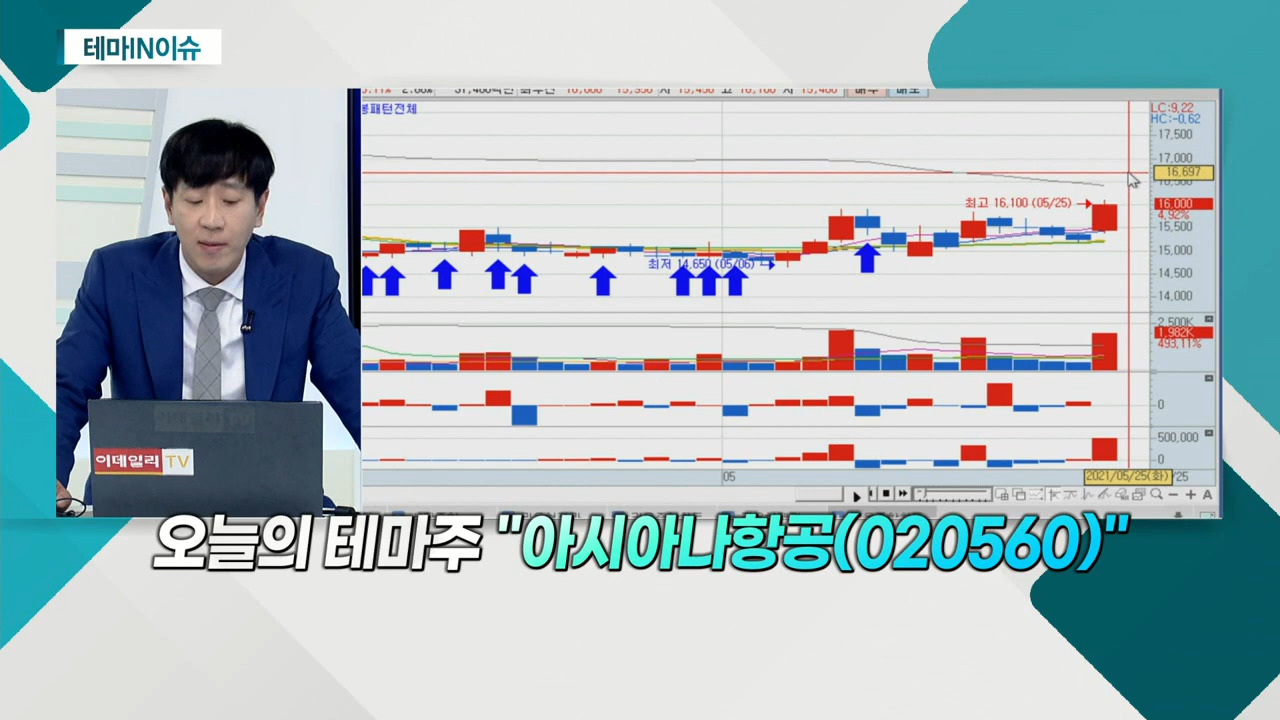 테마IN이슈
최고 16,100 (05/25)
최저 14,650 (05/06)
봉패턴전체
LC:9.22
HC:-0.62
17,500
17,000
16,697
16,000
4.92%
15,500
15,000
14,500
14,000
2,500K
1,982K
493.11%
0
500,000
0
05
2021/05/25(화)
/25
이데일리 TV
오늘의 테마주 "아시아나항공(020560)"